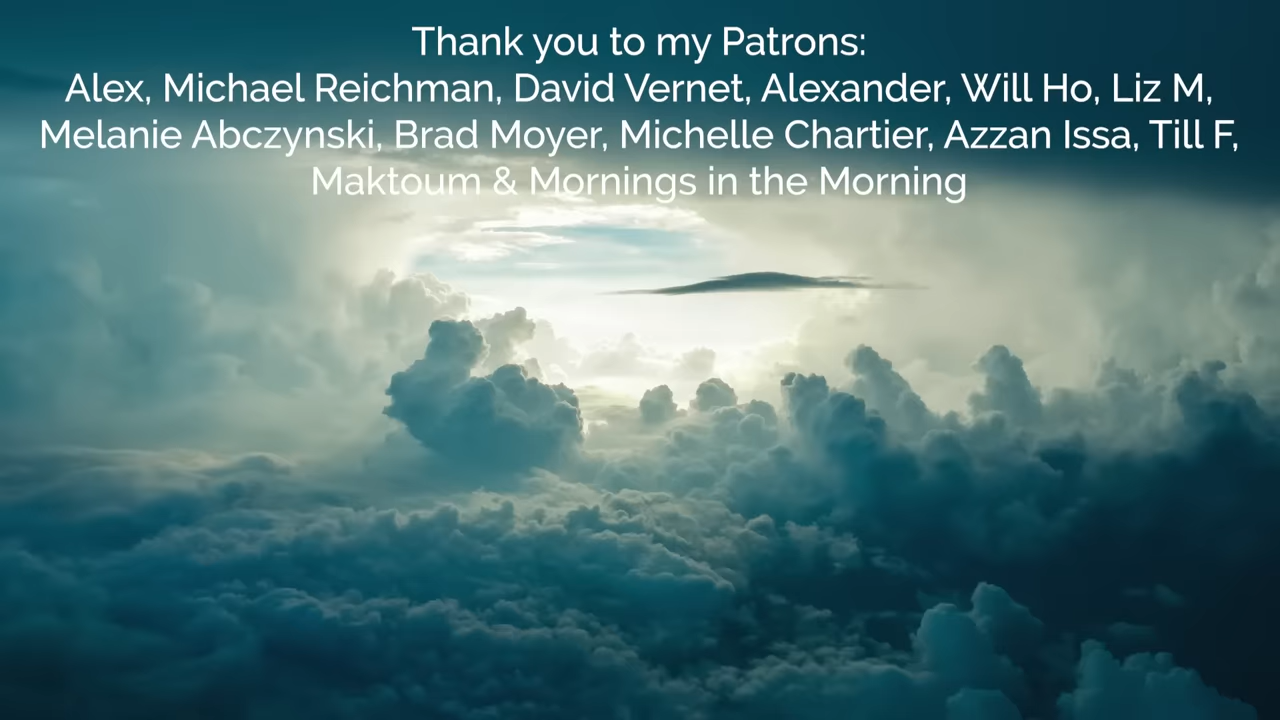 Thank you to my Patrons:
Alex, Michael Reichman, David Vernet, Alexander, Will Ho, Liz M,
Melanie Abczynski, Brad Moyer, Michelle Chartier, Azzan Issa, Till F,
Maktoum & Mornings in the Morning